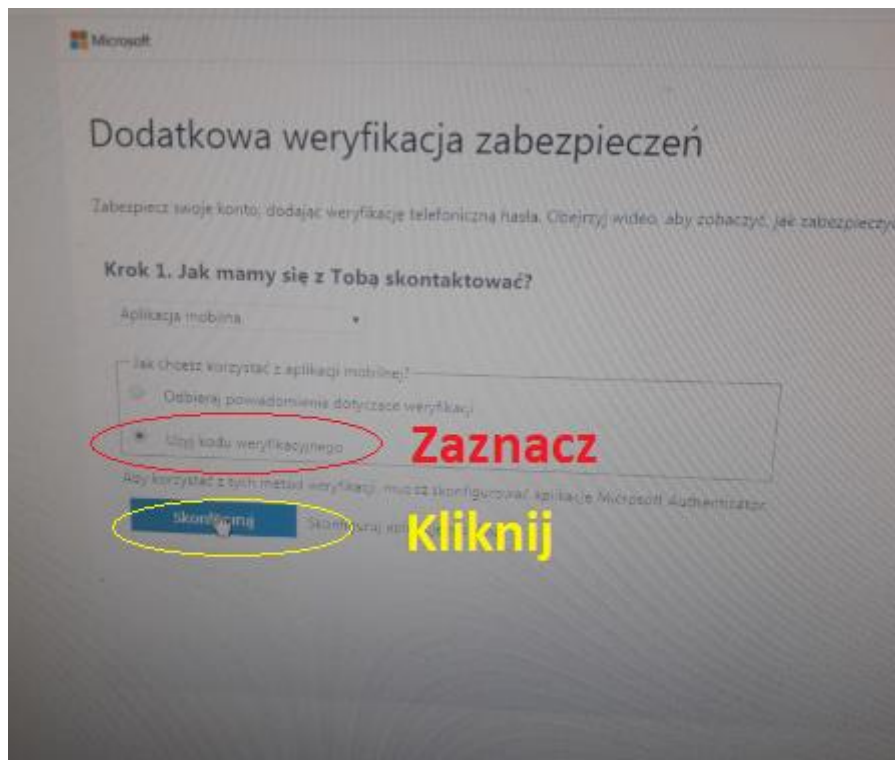 Microsoft
Dodatkowa weryfikacja zabezpieczeń
Zabezpiecz swoje konto, dodając weryfikację telefoniczną hasła. Obejrzyj wideo, aby zobaczyć, jak zabezpieczyć
Krok 1. Jak mamy się z Tobą skontaktować?
Aplikacja mobilna
Jak chcesz korzystać z aplikacji mobilnej?
Odbieraj powiadomienia dotyczące weryfikacji
Użyj kodu weryfikacyjnego Zaznacz
Aby korzystać z tych metod weryfikacji, musisz skonfigurować aplikację Microsoft Authenticator.
Skonfiguruj Skonfiguruj Kliknij